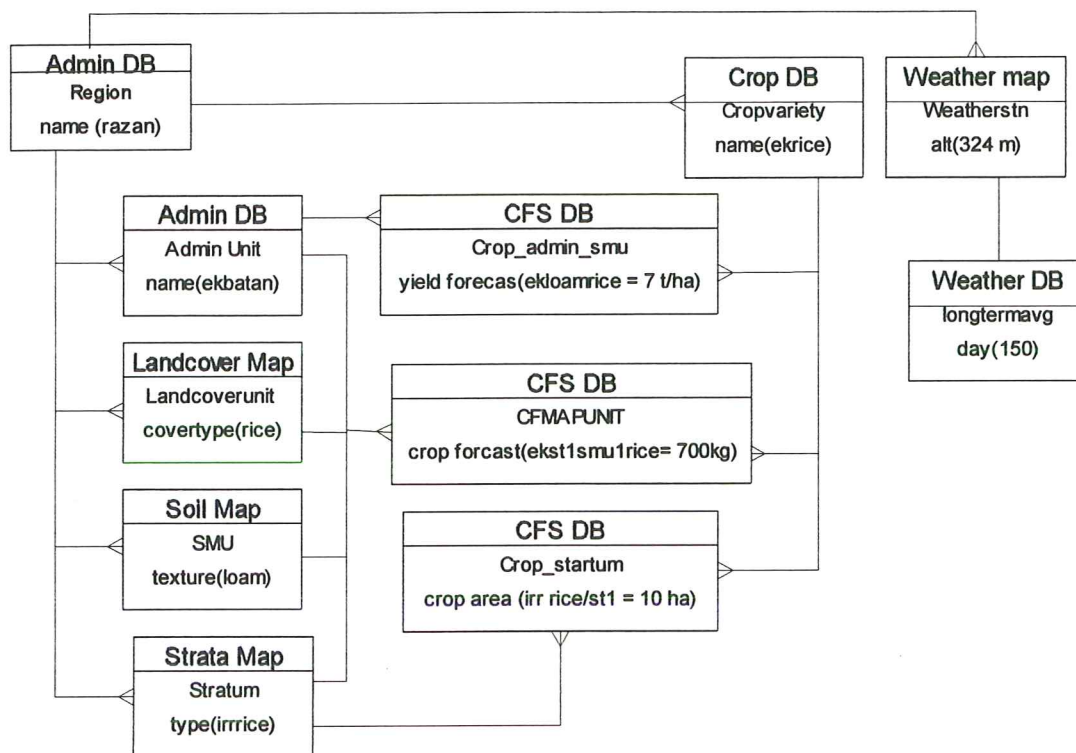 Admin DB
Region
name (razan)
Crop DB
Cropvariety
name(ekrice)
Weather map
Weatherstn
alt(324 m)
Admin DB
Admin Unit
name(ekbatan)
CFS DB
Crop_admin_smu
yield forecas(ekloamrice = 7 t/ha)
Weather DB
longtermavg
day(150)
Landcover Map
Landcoverunit
covertype(rice)
CFS DB
CFMAPUNIT
crop forcast(ekst1smu1rice= 700kg)
Soil Map
SMU
texture(loam)
CFS DB
Crop_startum
crop area (irr rice/st1 = 10 ha)
Strata Map
Stratum
type(irrrice)